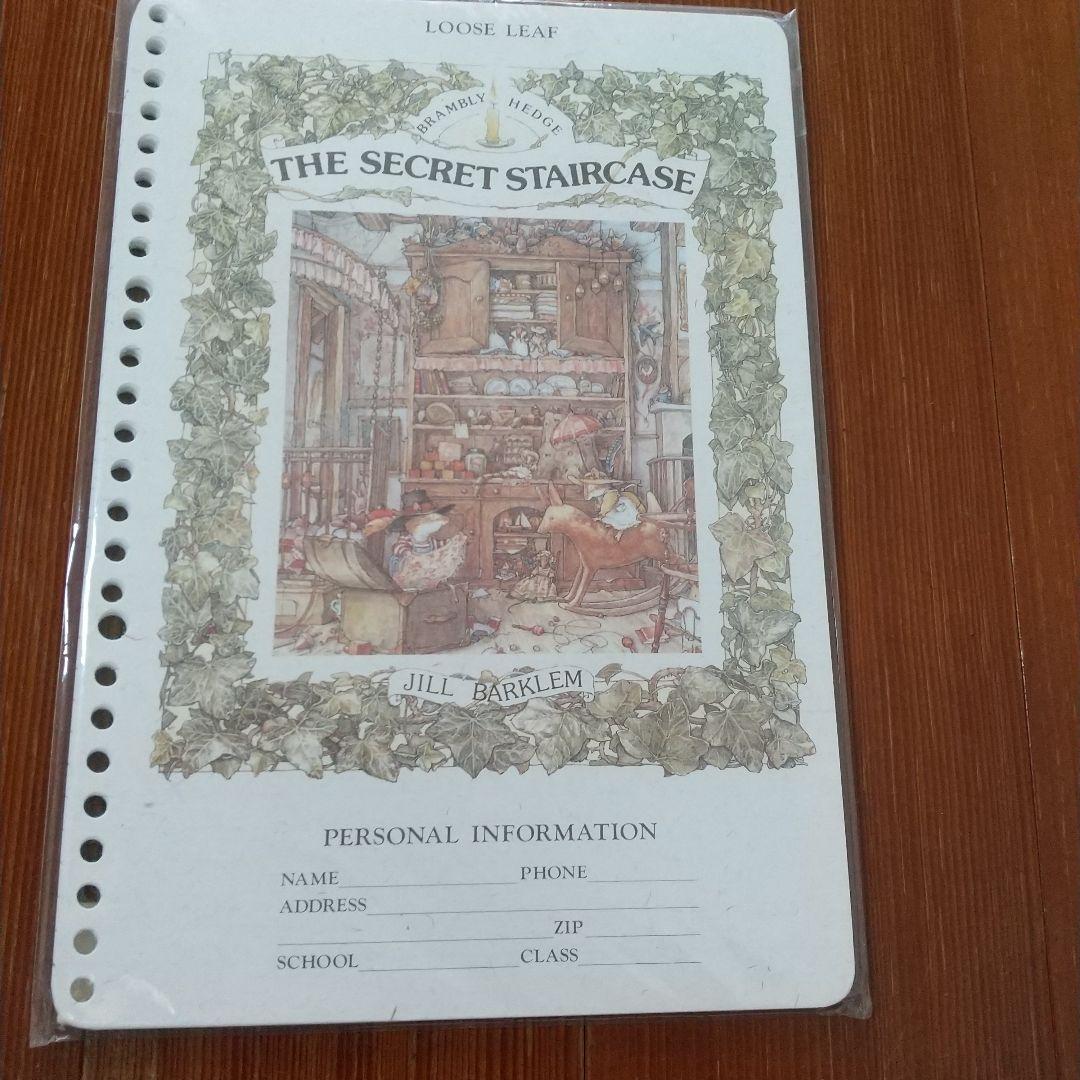 LOOSE LEAF
BRAMBLY HEDGE
THE SECRET STAIRCASE
JILL BARKLEM
PERSONAL INFORMATION
NAME PHONE
ADDRESS
ZIP
SCHOOL CLASS